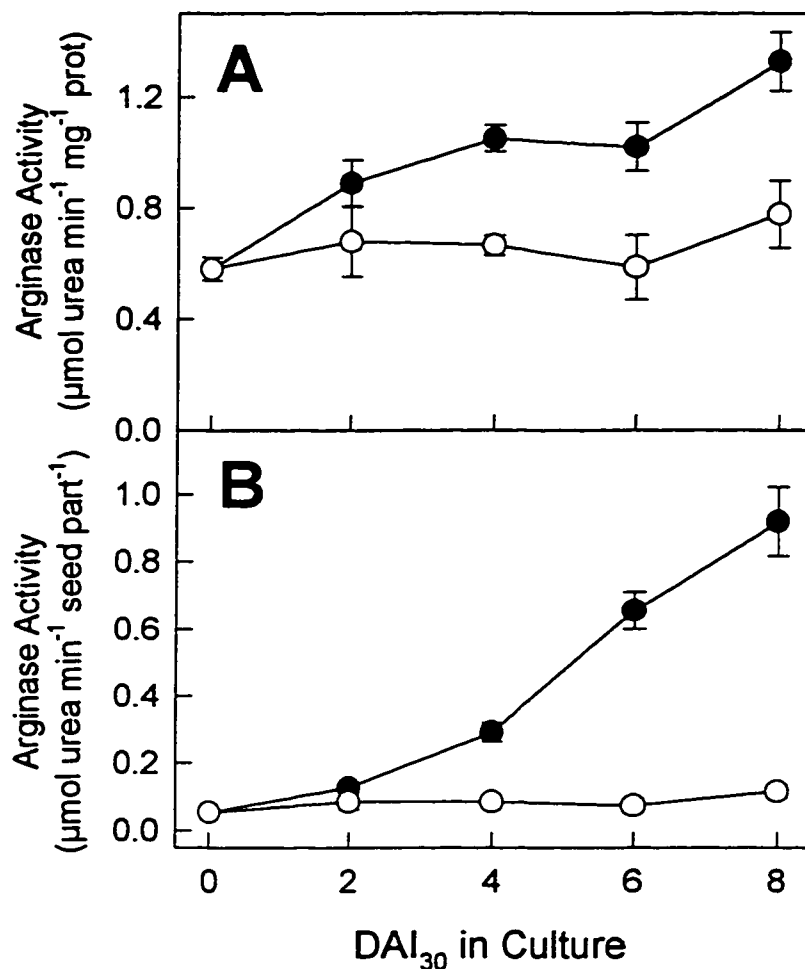 A
Arginase Activity
(µmol urea min⁻¹ mg⁻¹ prot)
1.2
0.8
0.4
0.0
B
Arginase Activity
(µmol urea min⁻¹ seed part⁻¹)
1.0
0.8
0.6
0.4
0.2
0.0
0 2 4 6 8
DAI₃₀ in Culture